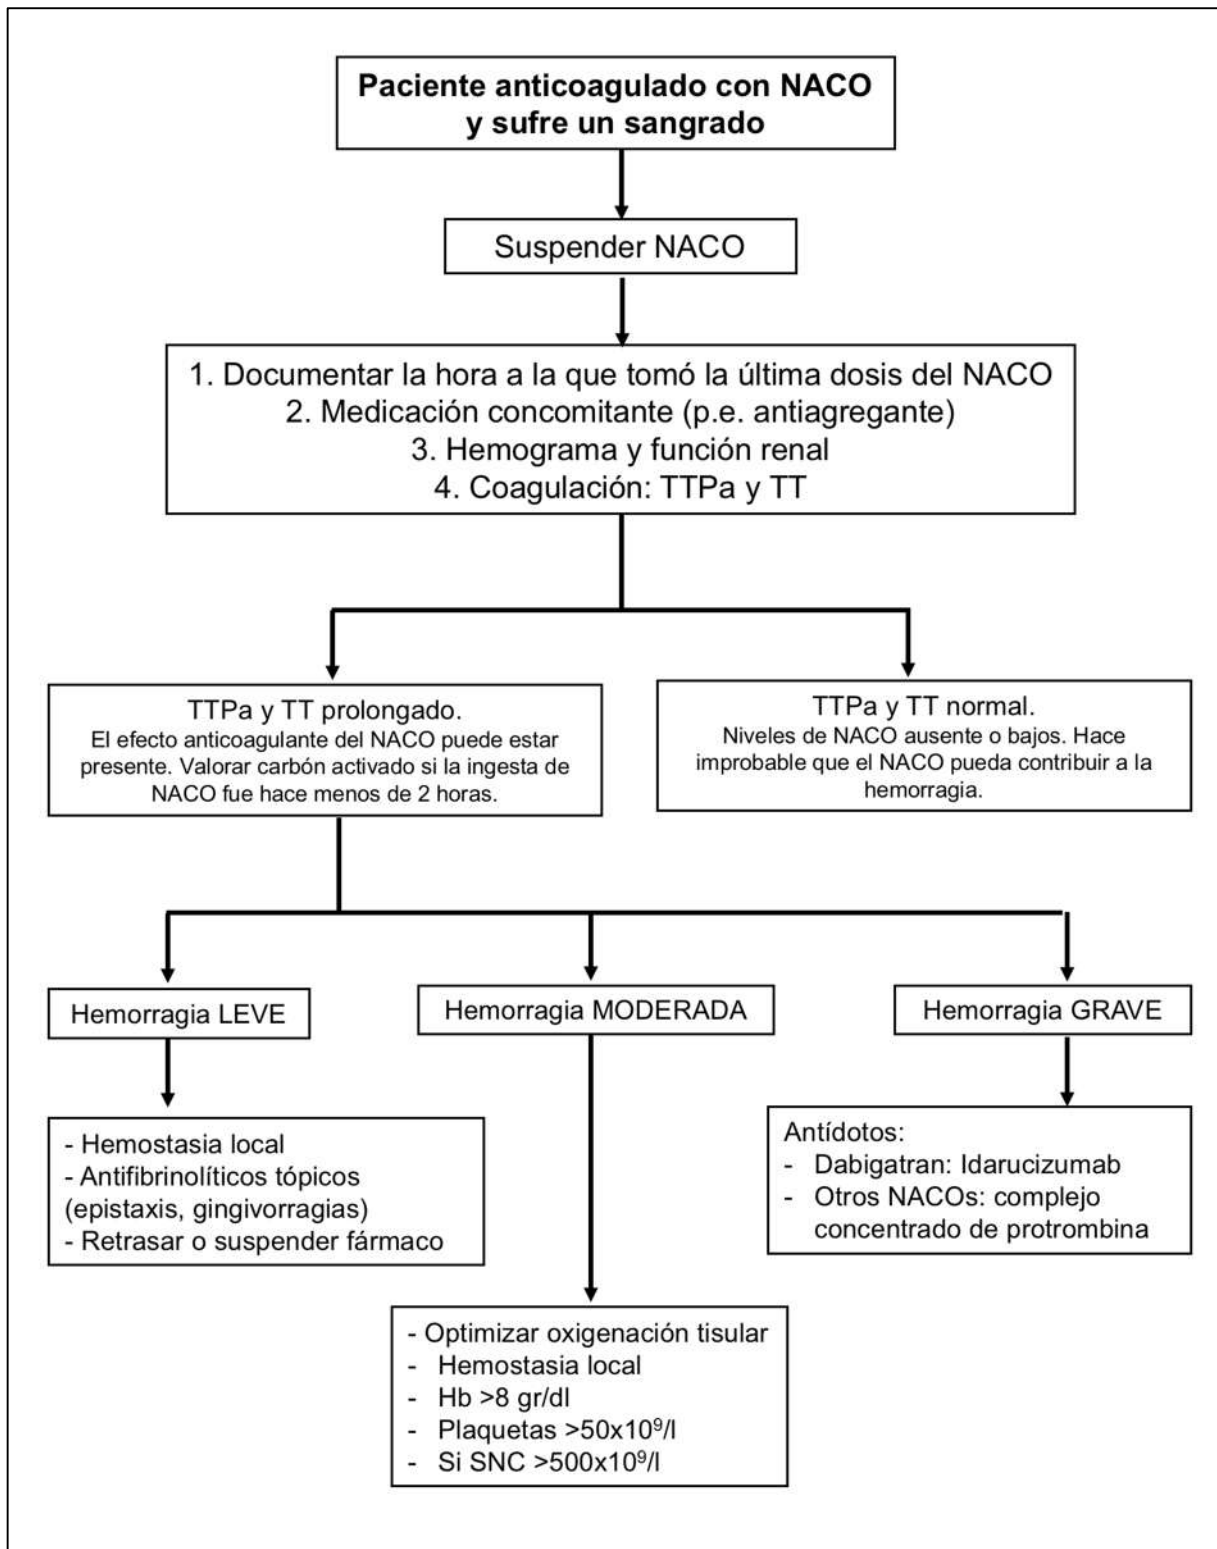 Paciente anticoagulado con NACO
y sufre un sangrado
Suspender NACO
1. Documentar la hora a la que tomó la última dosis del NACO
2. Medicación concomitante (p.e. antiagregante)
3. Hemograma y función renal
4. Coagulación: TTPa y TT
TTPa y TT prolongado.
El efecto anticoagulante del NACO puede estar
presente. Valorar carbón activado si la ingesta de
NACO fue hace menos de 2 horas.
TTPa y TT normal.
Niveles de NACO ausente o bajos. Hace
improbable que el NACO pueda contribuir a la
hemorragia.
Hemorragia LEVE
Hemorragia MODERADA
Hemorragia GRAVE
- Hemostasia local
- Antifibrinolíticos tópicos
(epistaxis, gingivorragias)
- Retrasar o suspender fármaco
Antídotos:
- Dabigatran: Idarucizumab
- Otros NACOs: complejo
concentrado de protrombina
- Optimizar oxigenación tisular
- Hemostasia local
- Hb >8 gr/dl
- Plaquetas >50x10⁹/l
- Si SNC >500x10⁹/l